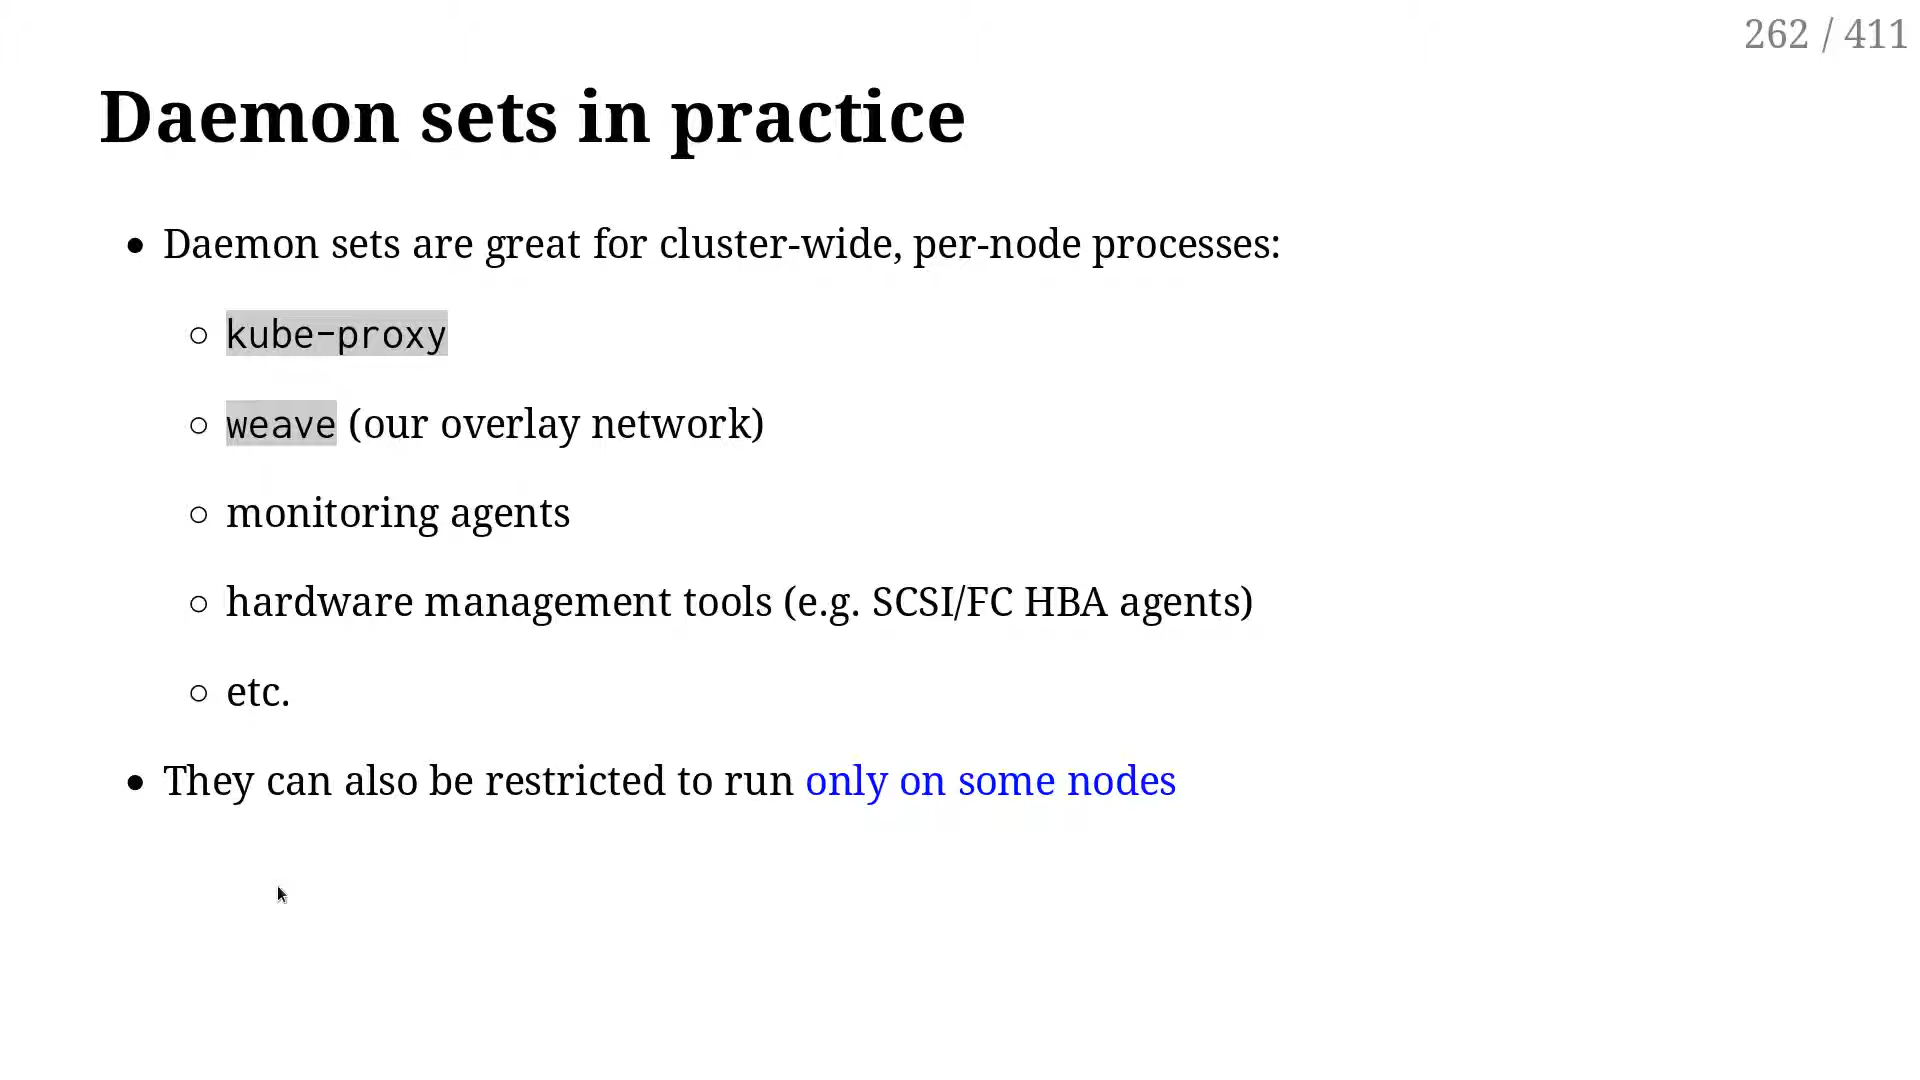 262 / 411
Daemon sets in practice
Daemon sets are great for cluster-wide, per-node processes:
kube-proxy
weave (our overlay network)
monitoring agents
hardware management tools (e.g. SCSI/FC HBA agents)
etc.
They can also be restricted to run only on some nodes